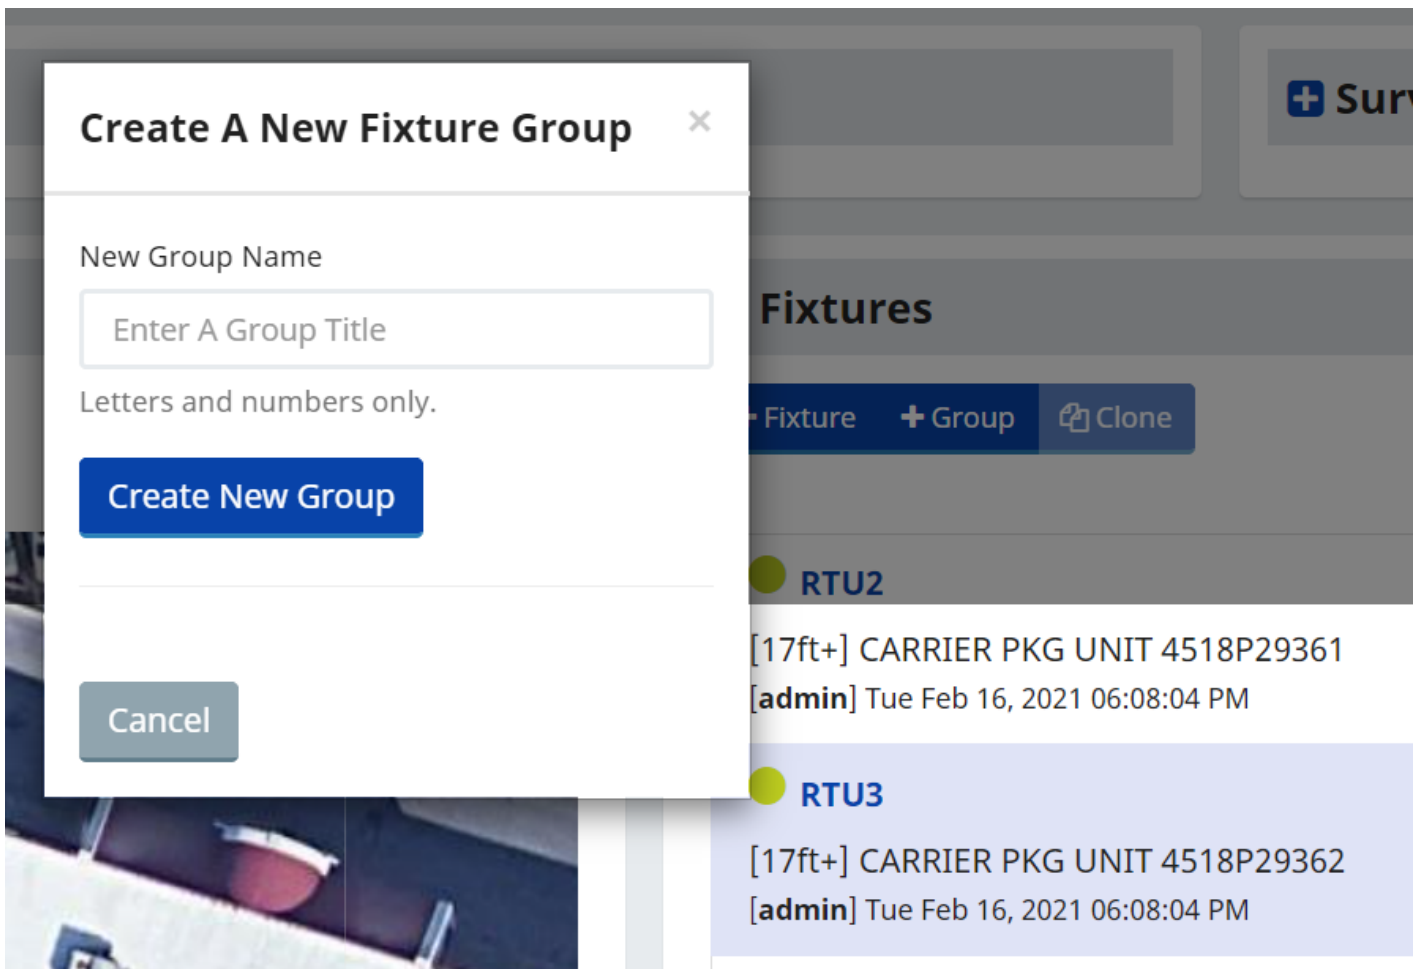 Create A New Fixture Group ×
New Group Name
Enter A Group Title
Letters and numbers only.
Create New Group
Cancel
Fixtures
Fixture + Group Clone
RTU2
[17ft+] CARRIER PKG UNIT 4518P29361
[admin] Tue Feb 16, 2021 06:08:04 PM
RTU3
[17ft+] CARRIER PKG UNIT 4518P29362
[admin] Tue Feb 16, 2021 06:08:04 PM